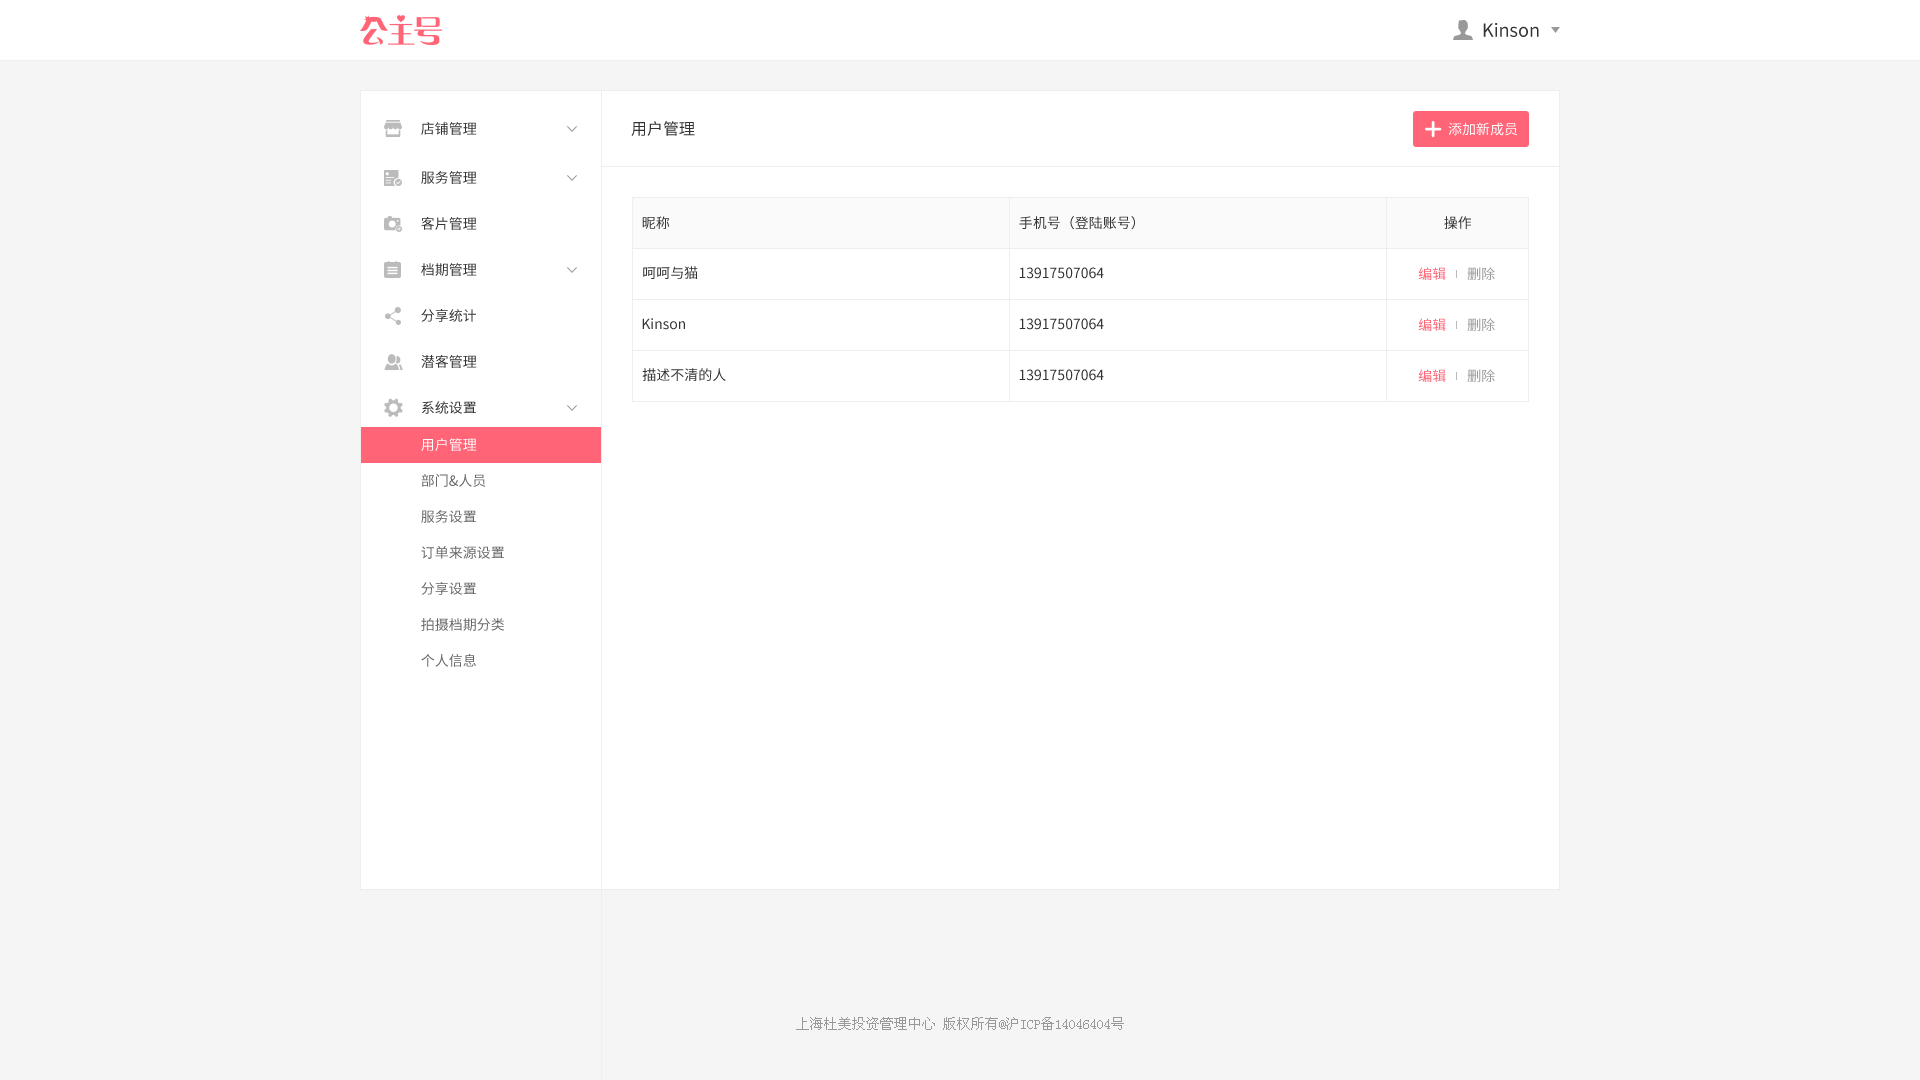 公主号
Kinson
店铺管理
服务管理
客片管理
档期管理
分享统计
潜客管理
系统设置
用户管理
部门&人员
服务设置
订单来源设置
分享设置
拍摄档期分类
个人信息
用户管理
添加新成员
昵称 手机号（登陆账号） 操作
呵呵与猫 13917507064 编辑 删除
Kinson 13917507064 编辑 删除
描述不清的人 13917507064 编辑 删除
上海杜美投资管理中心 版权所有@沪ICP备14046404号